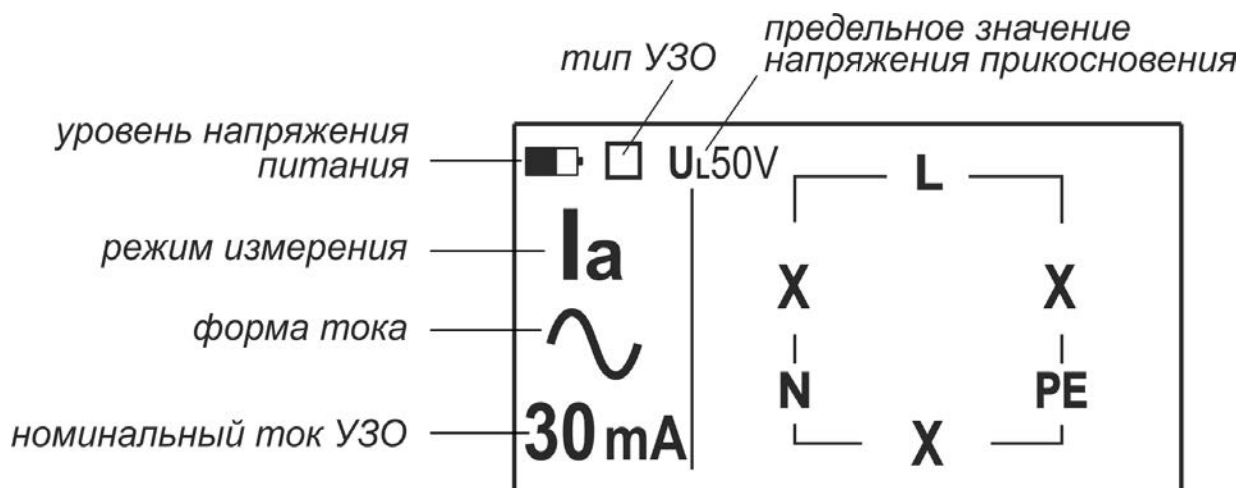 предельное значение
напряжения прикосновения
тип УЗО
уровень напряжения
питания
UL50V
L
режим измерения
Ia
X X
форма тока
N PE
номинальный ток УЗО
30 mA
X